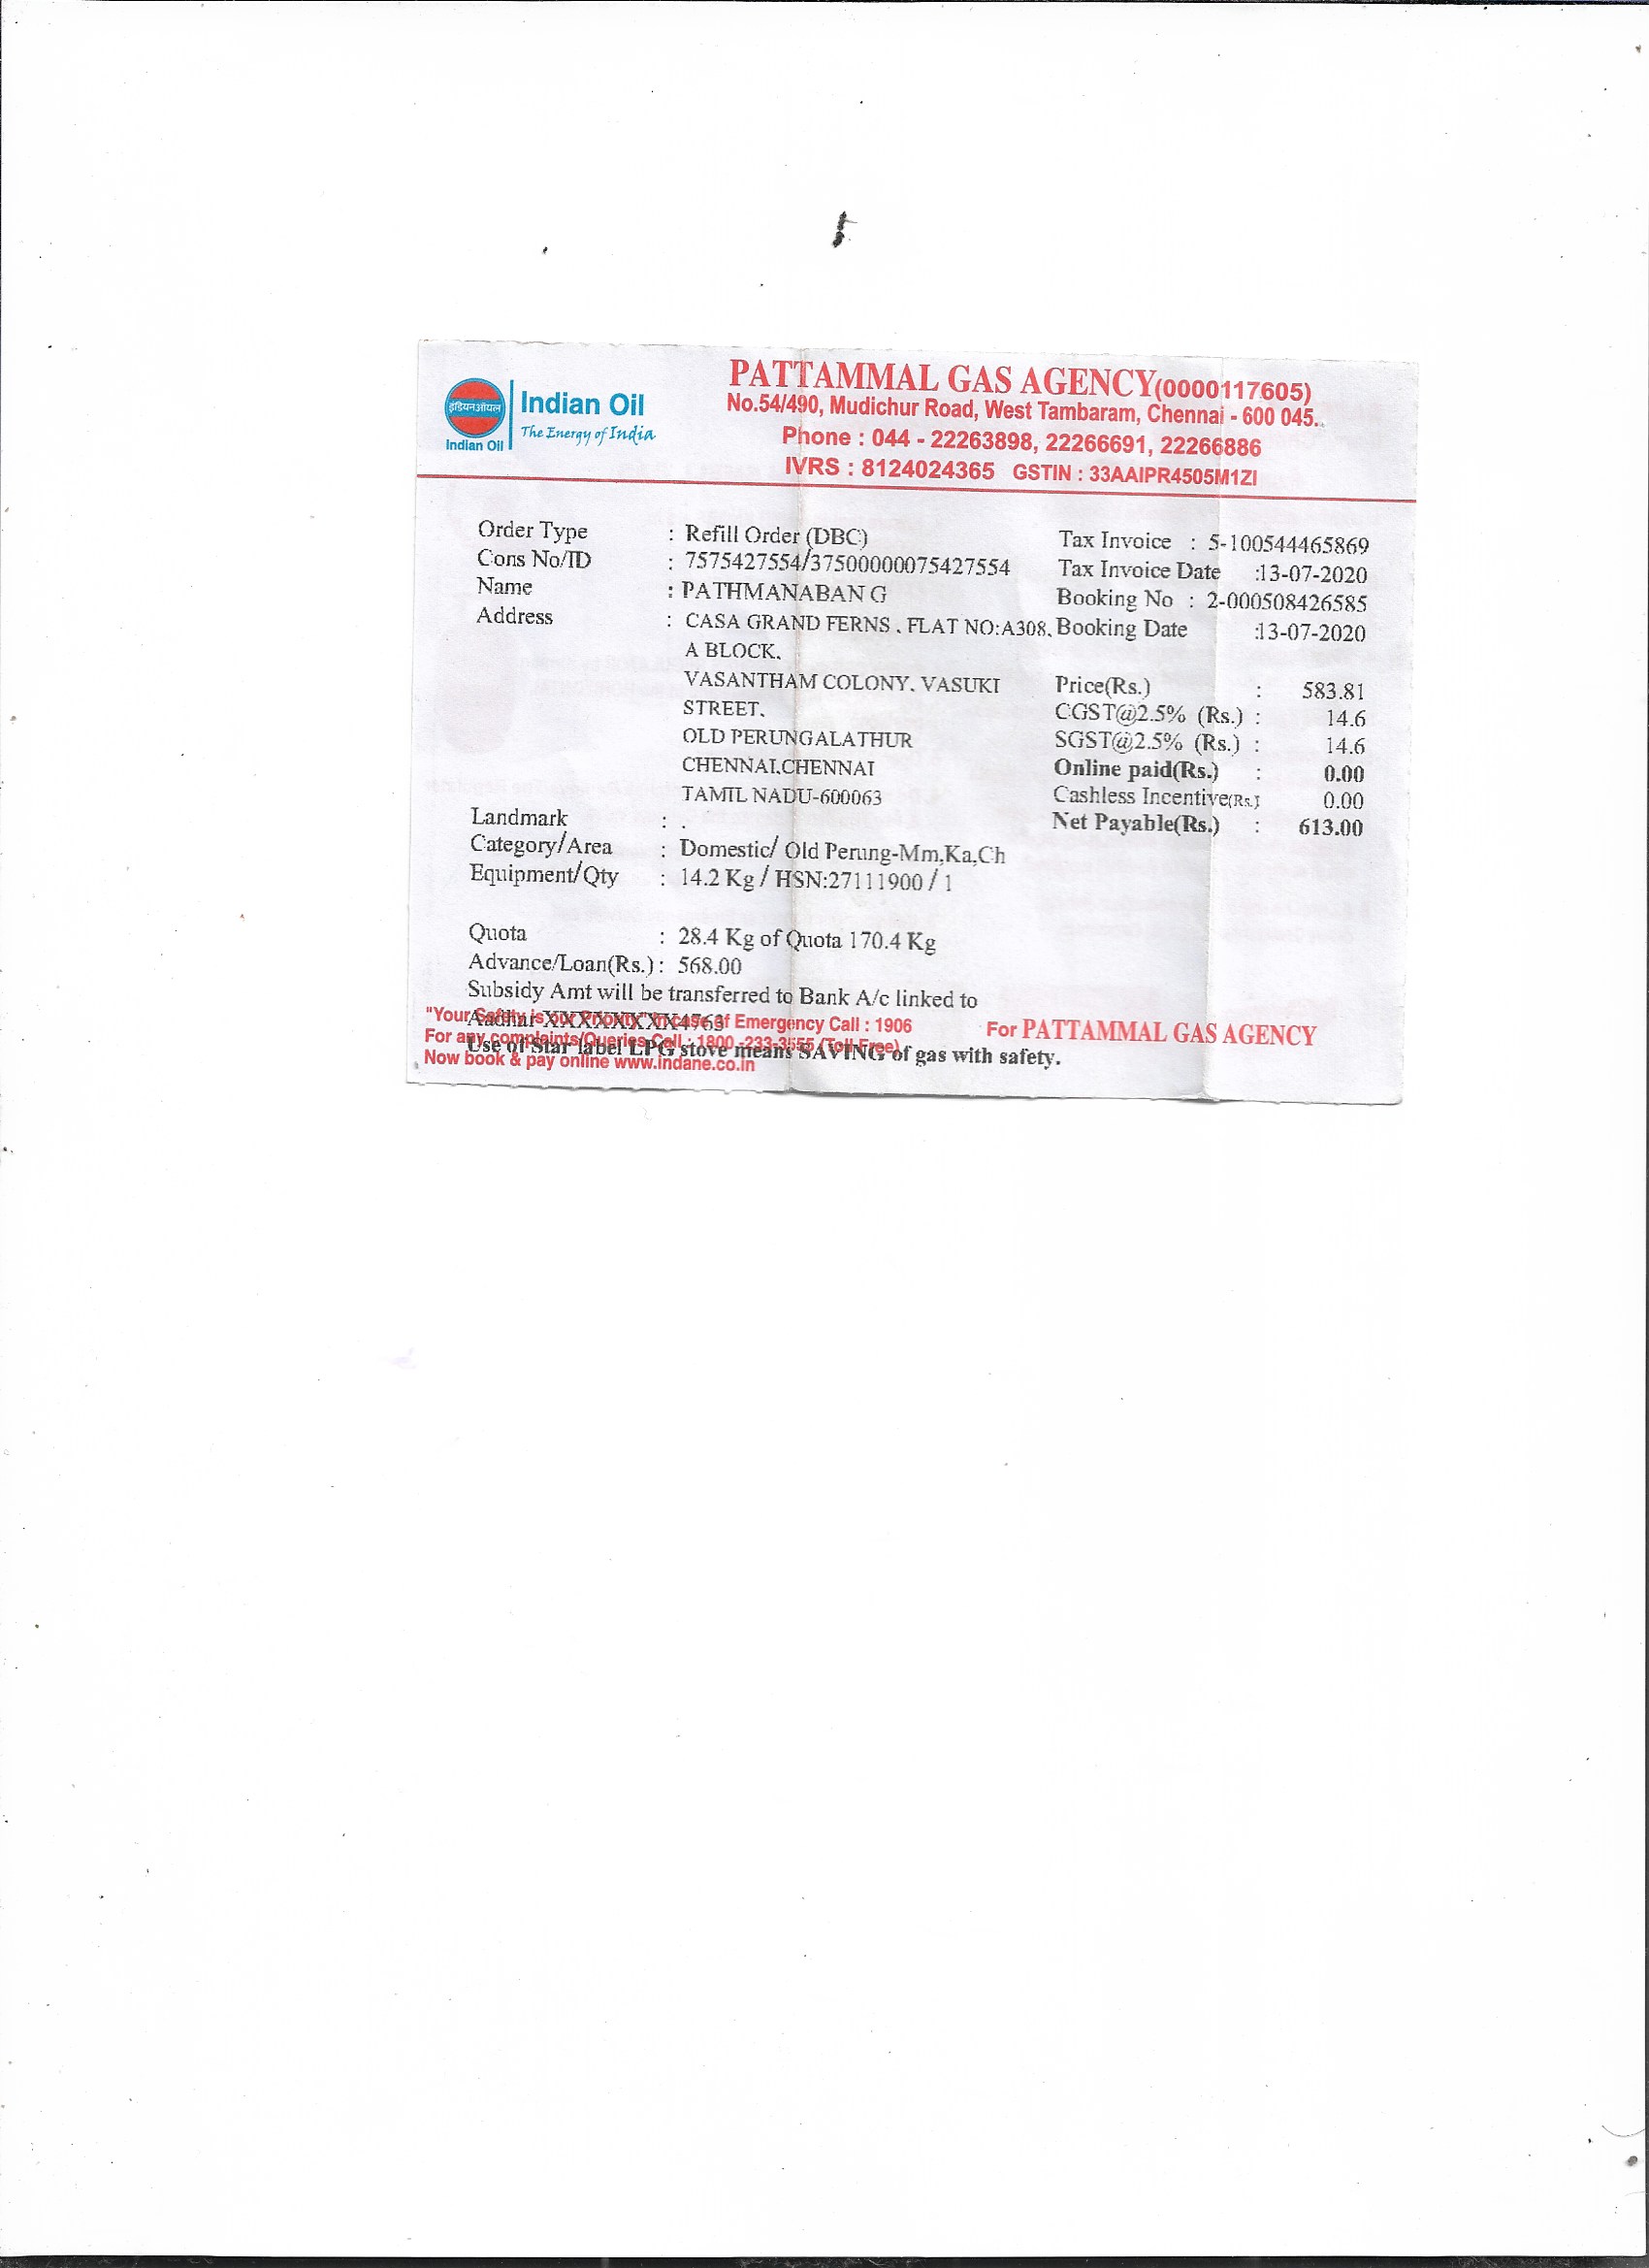 इंडियनऑयल
Indian Oil
Indian Oil
The Energy of India
PATTAMMAL GAS AGENCY(0000117605)
No.54/490, Mudichur Road, West Tambaram, Chennai - 600 045.
Phone : 044 - 22263898, 22266691, 22266886
IVRS : 8124024365 GSTIN : 33AAIPR4505M1ZI
Order Type : Refill Order (DBC)
Cons No/ID : 7575427554/37500000075427554
Name : PATHMANABAN G
Address : CASA GRAND FERNS . FLAT NO:A308.
A BLOCK.
VASANTHAM COLONY. VASUKI
STREET.
OLD PERUNGALATHUR
CHENNAI.CHENNAI
TAMIL NADU-600063
Landmark : .
Category/Area : Domestic/ Old Perung-Mm,Ka,Ch
Equipment/Qty : 14.2 Kg / HSN:27111900 / 1
Tax Invoice : 5-100544465869
Tax Invoice Date :13-07-2020
Booking No : 2-000508426585
Booking Date :13-07-2020
Price(Rs.) : 583.81
CGST@2.5% (Rs.) : 14.6
SGST@2.5% (Rs.) : 14.6
Online paid(Rs.) : 0.00
Cashless Incentive(Rs.) 0.00
Net Payable(Rs.) : 613.00
Quota : 28.4 Kg of Quota 170.4 Kg
Advance/Loan(Rs.) : 568.00
Subsidy Amt will be transferred to Bank A/c linked to
Aadhar XXXXXXXX4763
"Your Safety is our Priority" In case of Emergency Call : 1906
For any complaints/Queries Call : 1800 -233-3555 (Toll Free)
Use of Star label LPG stove means SAVING of gas with safety.
Now book & pay online www.indane.co.in
For PATTAMMAL GAS AGENCY